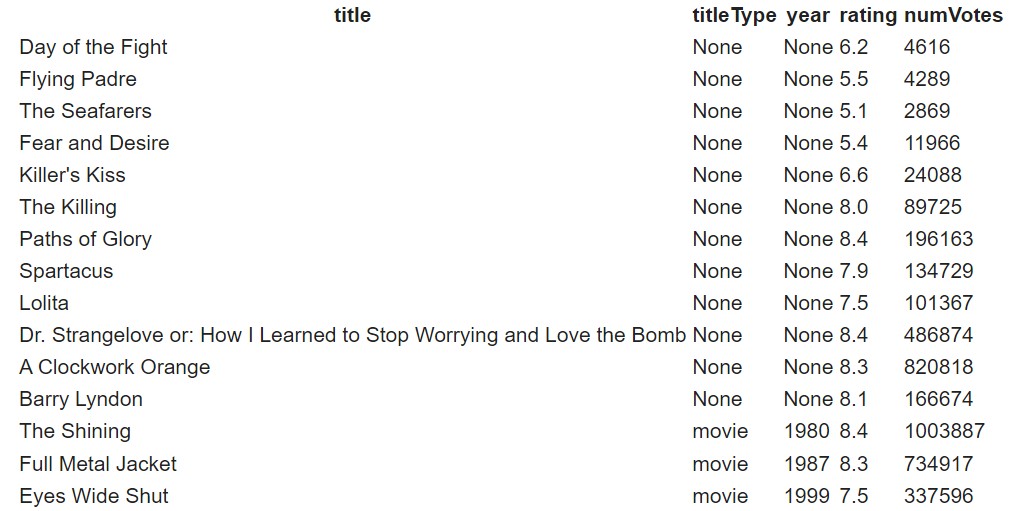 title titleType year rating numVotes
Day of the Fight None None 6.2 4616
Flying Padre None None 5.5 4289
The Seafarers None None 5.1 2869
Fear and Desire None None 5.4 11966
Killer's Kiss None None 6.6 24088
The Killing None None 8.0 89725
Paths of Glory None None 8.4 196163
Spartacus None None 7.9 134729
Lolita None None 7.5 101367
Dr. Strangelove or: How I Learned to Stop Worrying and Love the Bomb None None 8.4 486874
A Clockwork Orange None None 8.3 820818
Barry Lyndon None None 8.1 166674
The Shining movie 1980 8.4 1003887
Full Metal Jacket movie 1987 8.3 734917
Eyes Wide Shut movie 1999 7.5 337596